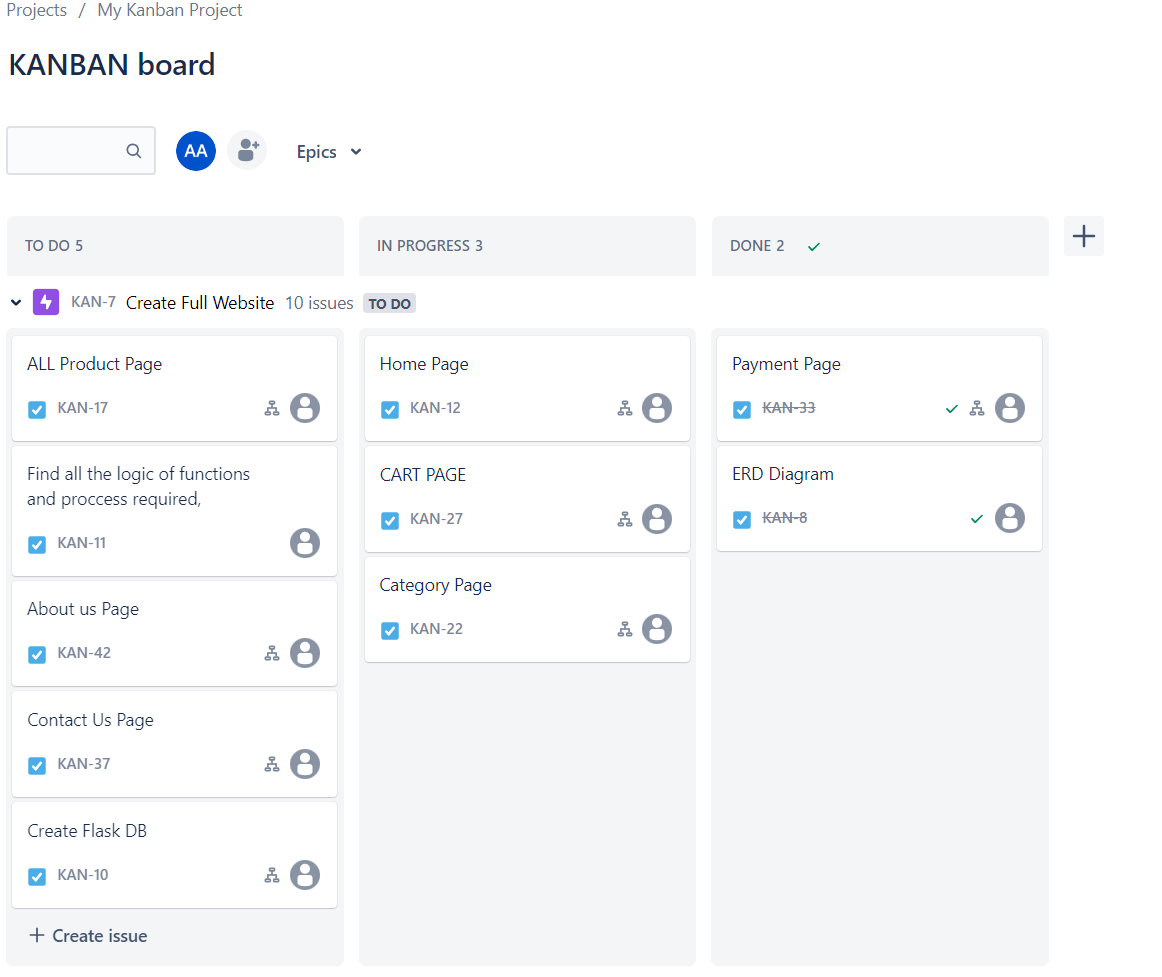 Projects / My Kanban Project
KANBAN board
AA
Epics
TO DO 5
IN PROGRESS 3
DONE 2
KAN-7 Create Full Website 10 issues TO DO
ALL Product Page
KAN-17
Find all the logic of functions
and proccess required,
KAN-11
About us Page
KAN-42
Contact Us Page
KAN-37
Create Flask DB
KAN-10
+ Create issue
Home Page
KAN-12
CART PAGE
KAN-27
Category Page
KAN-22
Payment Page
KAN-33
ERD Diagram
KAN-8